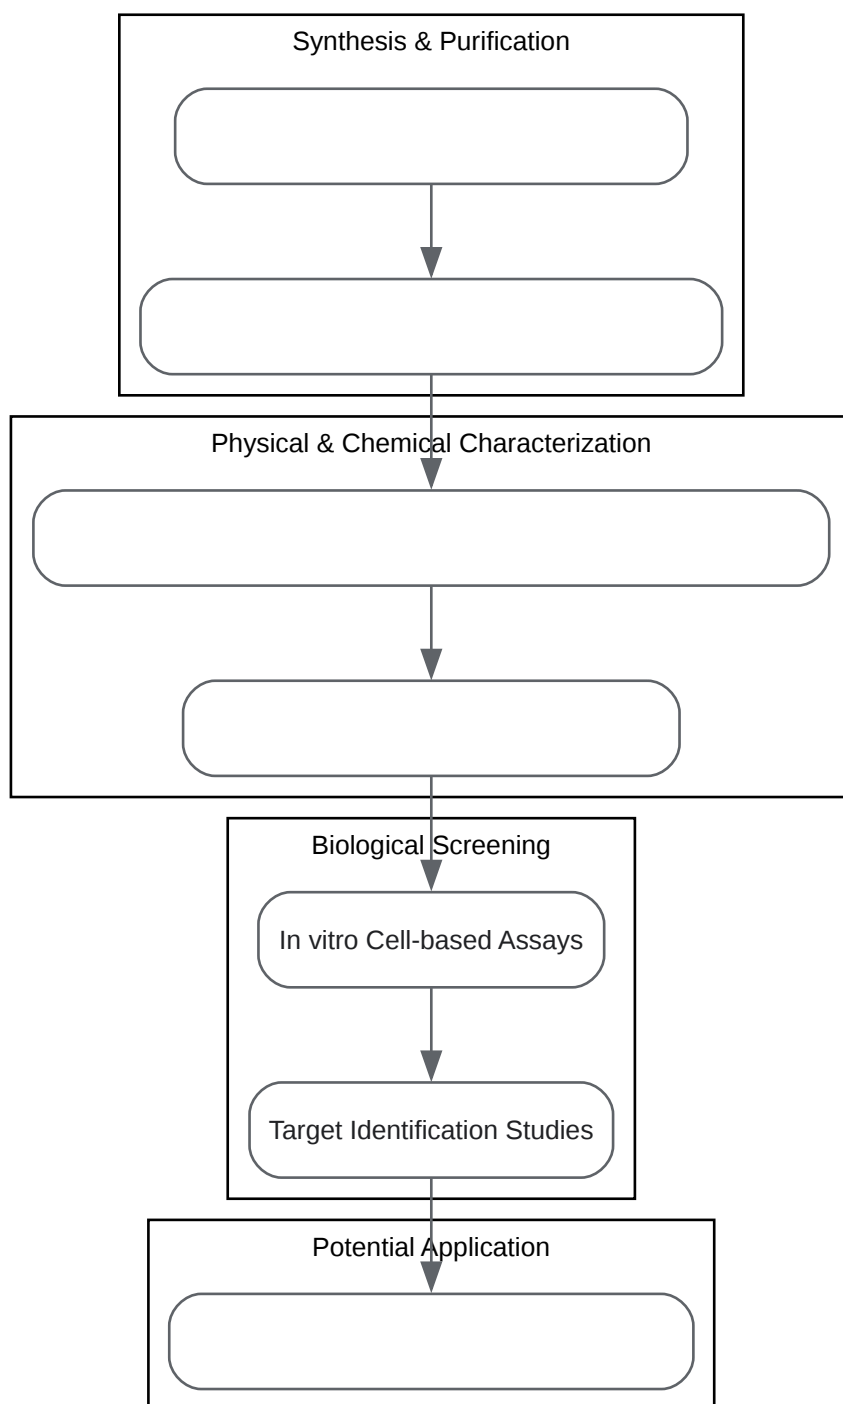 Synthesis & Purification
Physical & Chemical Characterization
Biological Screening
In vitro Cell-based Assays
Target Identification Studies
Potential Application